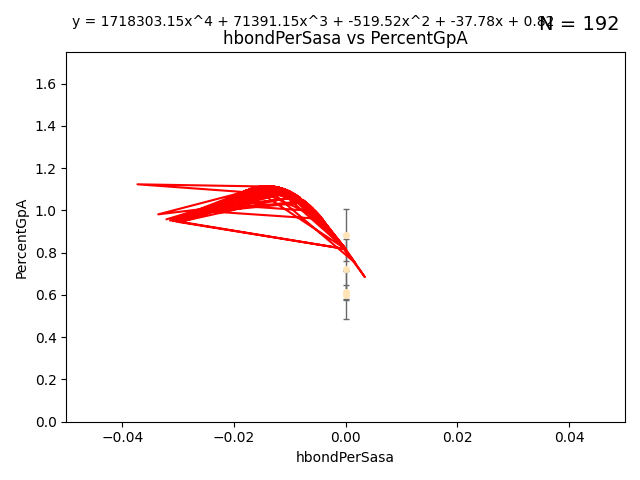 y = 1718303.15x^4 + 71391.15x^3 + -519.52x^2 + -37.78x + 0.82
N = 192
hbondPerSasa vs PercentGpA
PercentGpA
1.6
1.4
1.2
1.0
0.8
0.6
0.4
0.2
0.0
−0.04 −0.02 0.00 0.02 0.04
hbondPerSasa